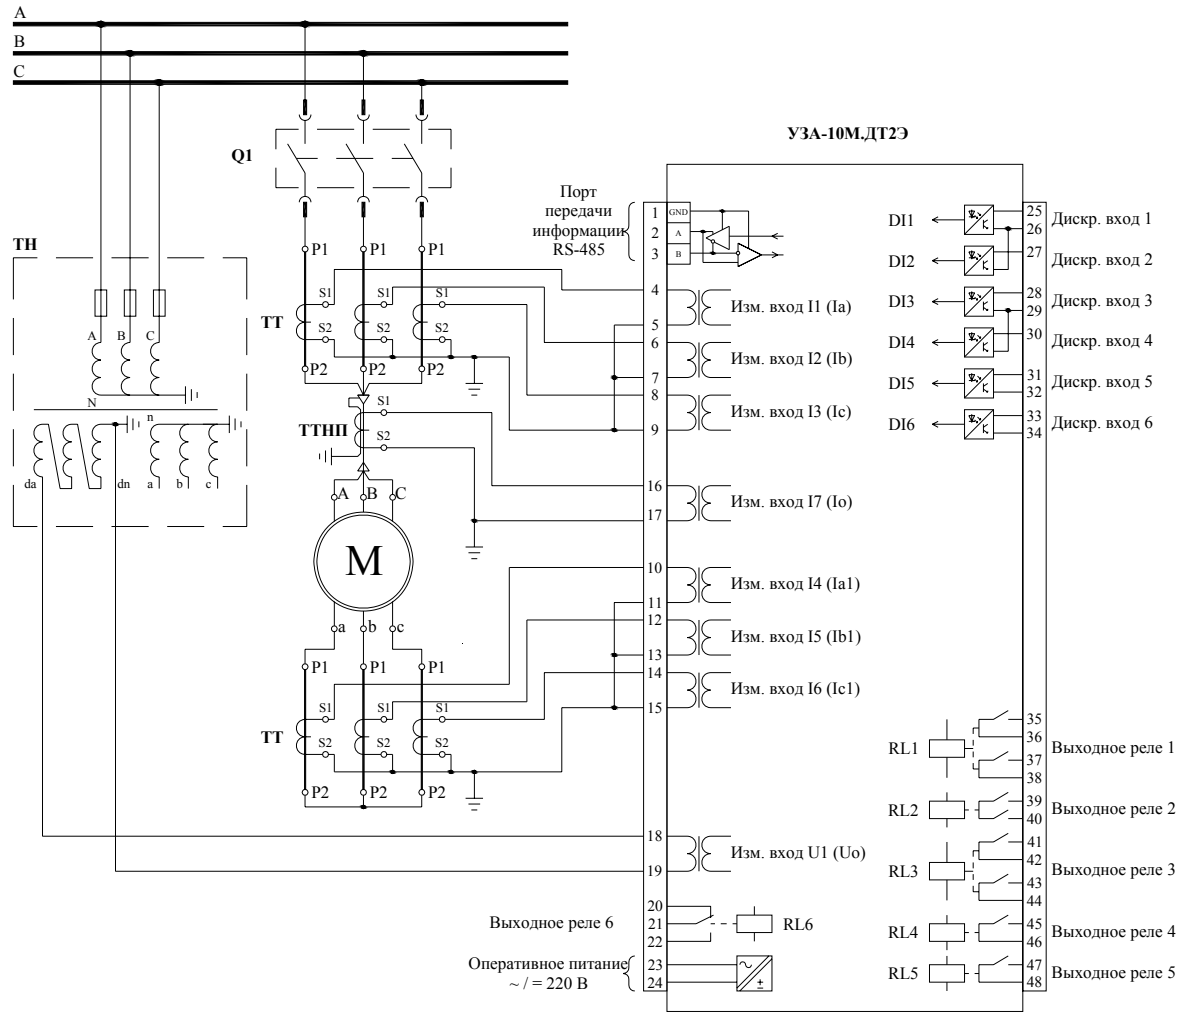 A
B
C
УЗА-10М.ДТ2Э
Q1
ТН
Порт
передачи
информации
RS-485
1 GND
2 A
3 B
DI1 25 Дискр. вход 1
26
DI2 27 Дискр. вход 2
DI3 28 Дискр. вход 3
29
DI4 30 Дискр. вход 4
DI5 31 Дискр. вход 5
32
DI6 33 Дискр. вход 6
34
P1 P1 P1
ТТ
S1 S1 S1
S2 S2 S2
P2 P2 P2
4 Изм. вход I1 (Ia)
5
6 Изм. вход I2 (Ib)
7
8 Изм. вход I3 (Ic)
9
A B C
N
n
da dn a b c
ТТНП
S1
S2
16 Изм. вход I7 (Io)
17
A B C
M
a b c
10 Изм. вход I4 (Ia1)
11
12 Изм. вход I5 (Ib1)
13
14 Изм. вход I6 (Ic1)
15
P1 P1 P1
ТТ
S1 S1 S1
S2 S2 S2
P2 P2 P2
18 Изм. вход U1 (Uo)
19
Выходное реле 6
20
21 RL6
22
Оперативное питание
~ / = 220 В
23 ~
24 ±
RL1 35 Выходное реле 1
36
37
38
RL2 39 Выходное реле 2
40
RL3 41 Выходное реле 3
42
43
44
RL4 45 Выходное реле 4
46
RL5 47 Выходное реле 5
48